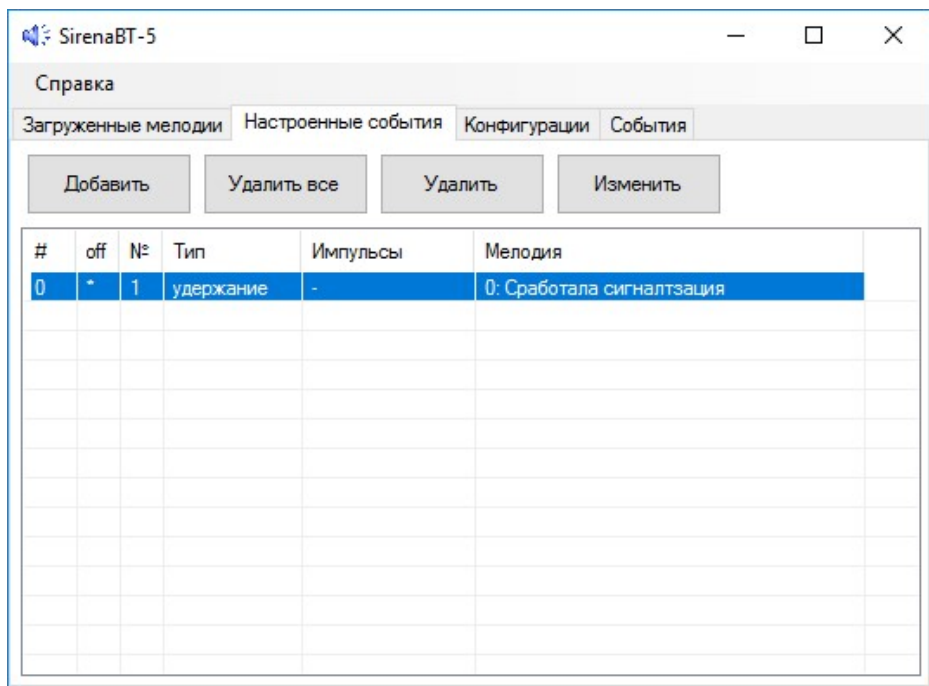 SirenaBT-5
Справка
Загруженные мелодии Настроенные события Конфигурации События
Добавить Удалить все Удалить Изменить
# off № Тип Импульсы Мелодия
0 * 1 удержание - 0: Сработала сигналтзация